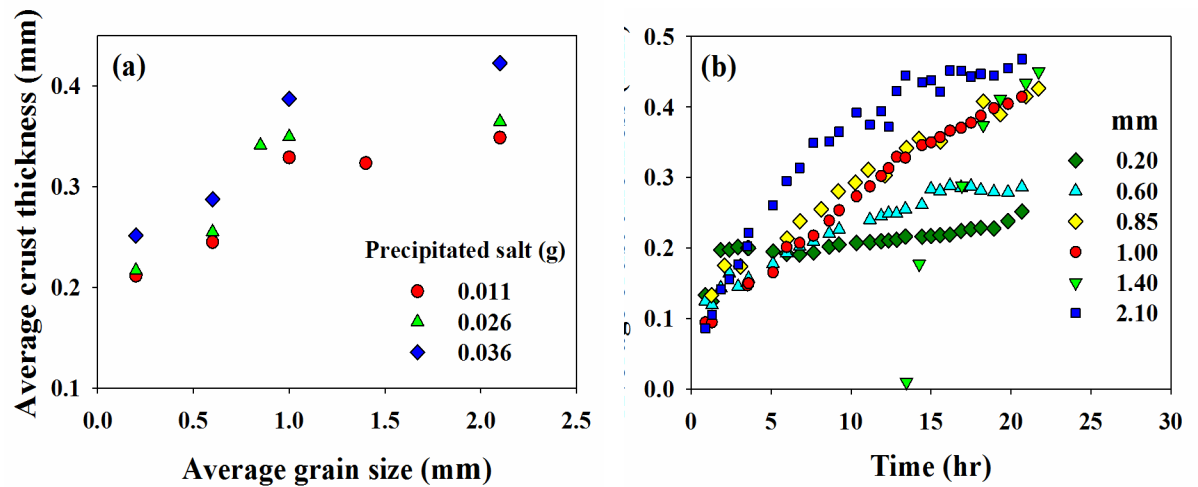 (a)
Average crust thickness (mm)
0.4
0.3
0.2
0.1
Precipitated salt (g)
0.011
0.026
0.036
0.0 0.5 1.0 1.5 2.0 2.5
Average grain size (mm)
(b)
0.5
0.4
0.3
0.2
0.1
0.0
mm
0.20
0.60
0.85
1.00
1.40
2.10
0 5 10 15 20 25 30
Time (hr)